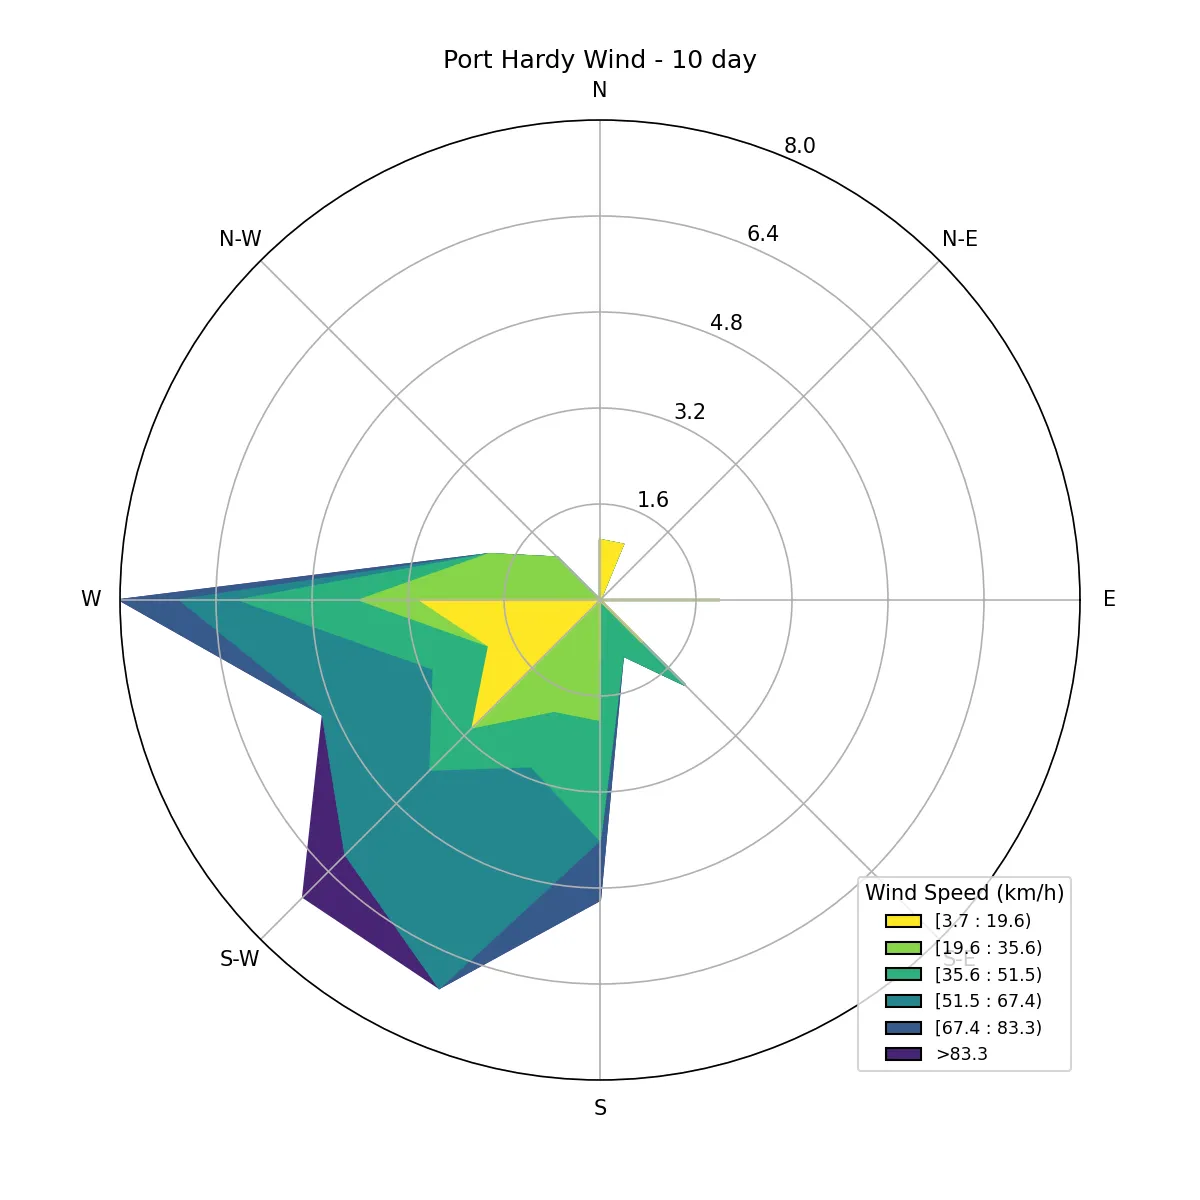 Port Hardy Wind - 10 day
N
8.0
N-W
6.4
N-E
4.8
3.2
1.6
W
E
S-W
S-E
S
Wind Speed (km/h)
[3.7 : 19.6)
[19.6 : 35.6)
[35.6 : 51.5)
[51.5 : 67.4)
[67.4 : 83.3)
>83.3